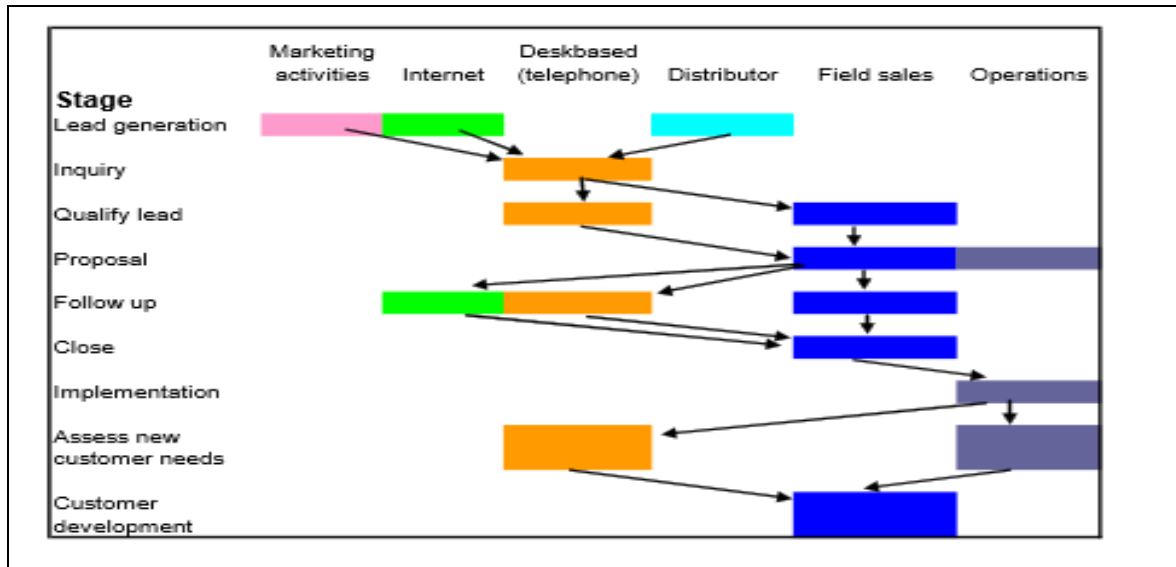 Marketing activities
Internet
Deskbased (telephone)
Distributor
Field sales
Operations
Stage
Lead generation
Inquiry
Qualify lead
Proposal
Follow up
Close
Implementation
Assess new
customer needs
Customer
development